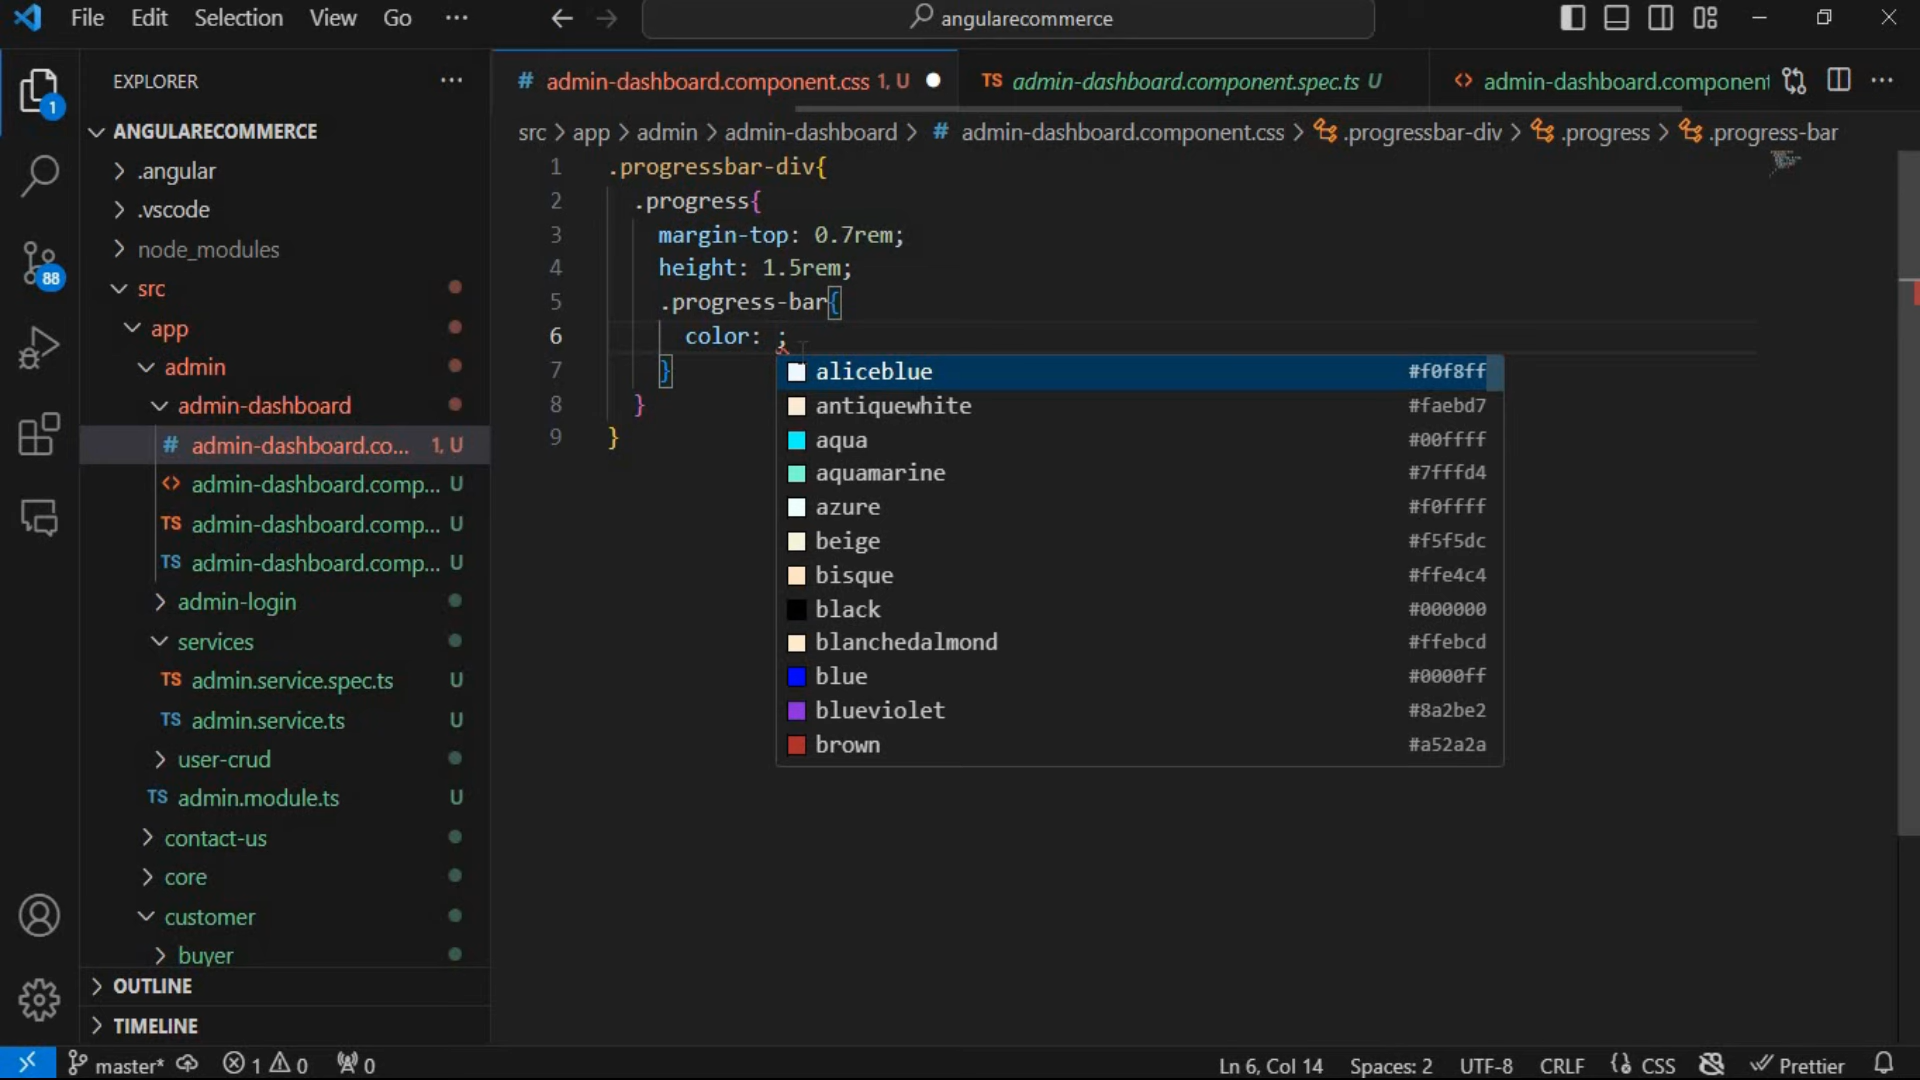 File Edit Selection View Go ···
angularecommerce
EXPLORER ···
ANGULARECOMMERCE
.angular
.vscode
node_modules
src
app
admin
admin-dashboard
# admin-dashboard.co... 1, U
<> admin-dashboard.comp... U
TS admin-dashboard.comp... U
TS admin-dashboard.comp... U
admin-login
services
TS admin.service.spec.ts U
TS admin.service.ts U
user-crud
TS admin.module.ts U
contact-us
core
customer
buyer
OUTLINE
TIMELINE
1
88
# admin-dashboard.component.css 1, U
TS admin-dashboard.component.spec.ts U
<> admin-dashboard.component
···
src > app > admin > admin-dashboard > # admin-dashboard.component.css > .progressbar-div > .progress > .progress-bar
1 .progressbar-div{
2 .progress{
3 margin-top: 0.7rem;
4 height: 1.5rem;
5 .progress-bar{
6 color: ;
7 }
8 }
9 }
aliceblue #f0f8ff
antiquewhite #faebd7
aqua #00ffff
aquamarine #7fffd4
azure #f0ffff
beige #f5f5dc
bisque #ffe4c4
black #000000
blanchedalmond #ffebcd
blue #0000ff
blueviolet #8a2be2
brown #a52a2a
master* 1 0 0
Ln 6, Col 14 Spaces: 2 UTF-8 CRLF {} CSS Prettier